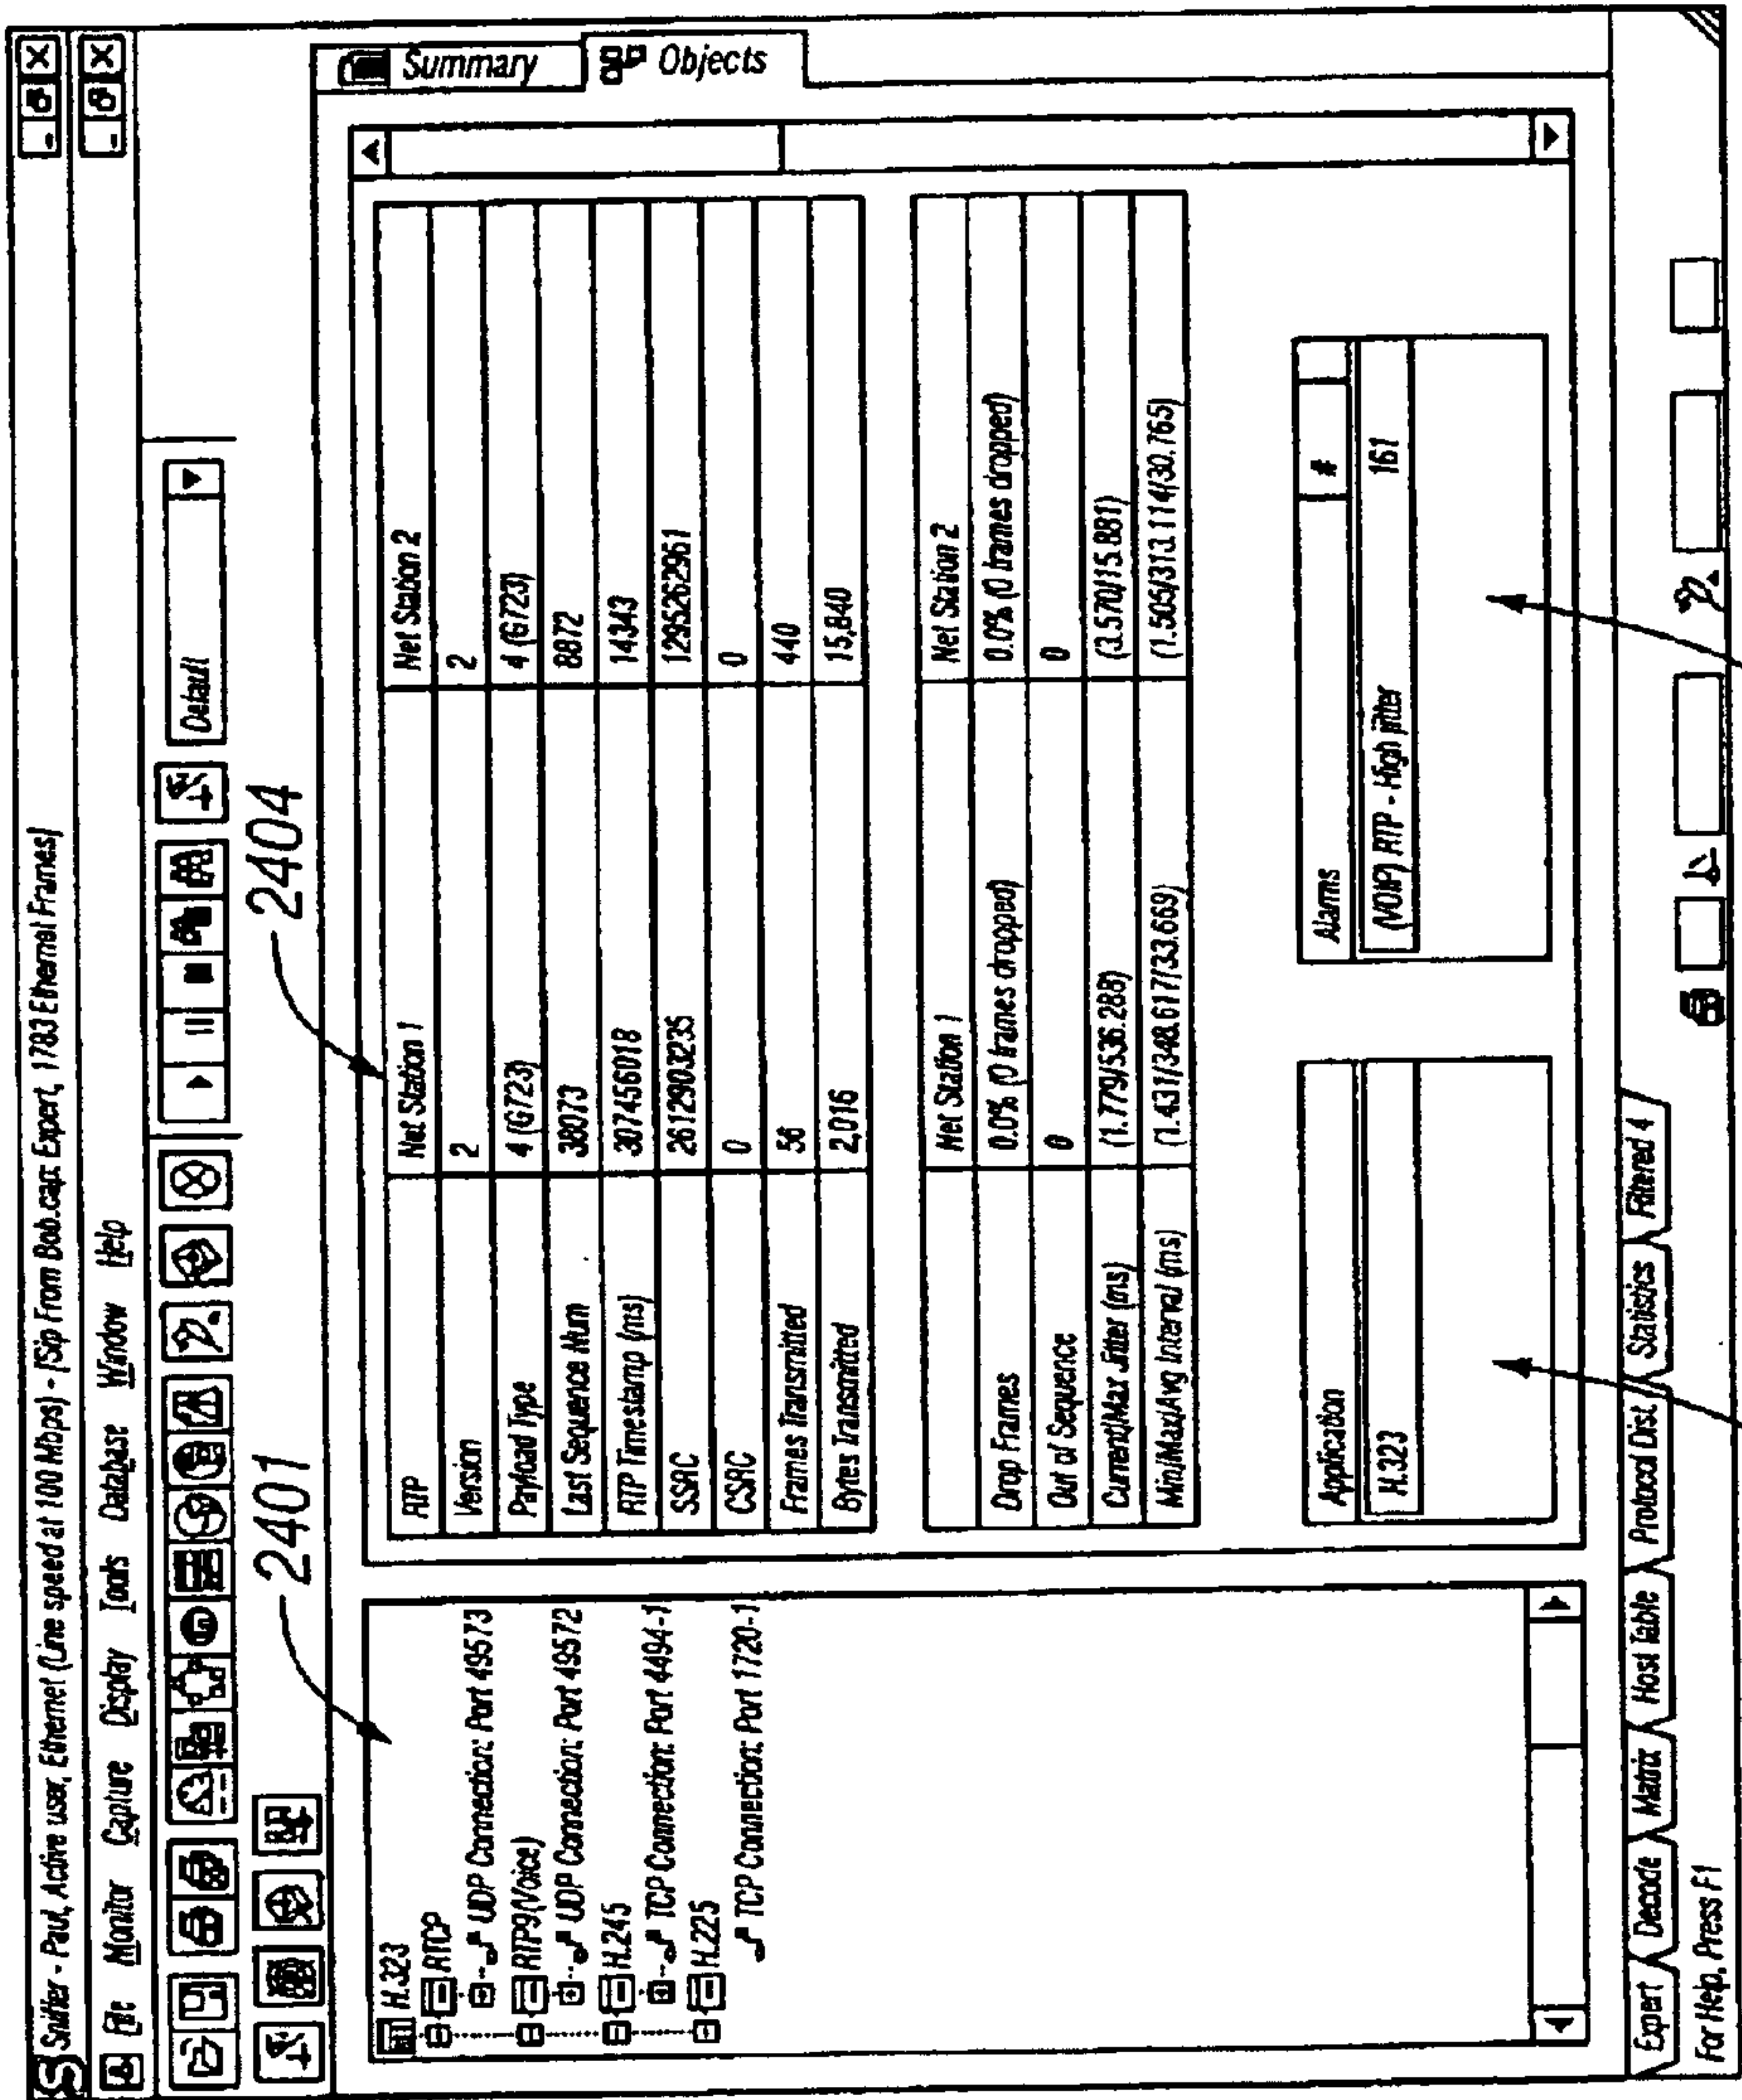 Sniffer - Paul, Active user, Ethernet (Line speed at 100 Mbps) - [Sip From Bob.cap: Expert, 1783 Ethernet Frames]
File Monitor Capture Display Tools Database Window Help
Default
2401
2404
H.323
RTCP
UDP Connection: Port 49573
RTP9(Voice)
UDP Connection: Port 49572
H.245
TCP Connection: Port 4494-1
H.225
TCP Connection: Port 1720-1
RTP Net Station 1 Net Station 2
Version 2 2
Payload Type 4 (G723) 4 (G723)
Last Sequence Num 38073 8872
RTP Timestamp (ms) 307456018 14343
SSRC 2612903235 1295262961
CSRC 0 0
Frames Transmitted 56 440
Bytes Transmitted 2,016 15,840
Net Station 1 Net Station 2
Drop Frames 0.0% (0 frames dropped) 0.0% (0 frames dropped)
Out of Sequence 0 0
Current/Max Jitter (ms) (1.779/536.288) (3.570/15.881)
Min/Max/Avg Interval (ms) (1.431/348.617/33.669) (1.505/313.114/30.765)
Application
H.323
Alarms #
(VOIP) RTP - High jitter 161
Summary
Objects
Expert Decode Matrix Host Table Protocol Dist. Statistics Filtered 4
For Help, Press F1